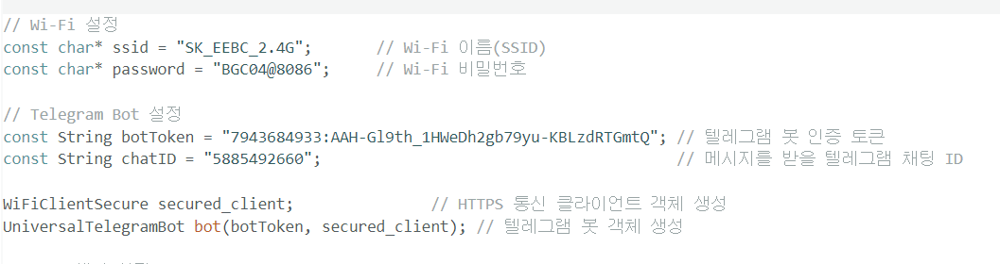 // Wi-Fi 설정
const char* ssid = "SK_EEBC_2.4G"; // Wi-Fi 이름(SSID)
const char* password = "BGC04@8086"; // Wi-Fi 비밀번호
// Telegram Bot 설정
const String botToken = "7943684933:AAH-Gl9th_1HWeDh2gb79yu-KBLzdRTGmtQ"; // 텔레그램 봇 인증 토큰
const String chatID = "5885492660"; // 메시지를 받을 텔레그램 채팅 ID
WiFiClientSecure secured_client; // HTTPS 통신 클라이언트 객체 생성
UniversalTelegramBot bot(botToken, secured_client); // 텔레그램 봇 객체 생성